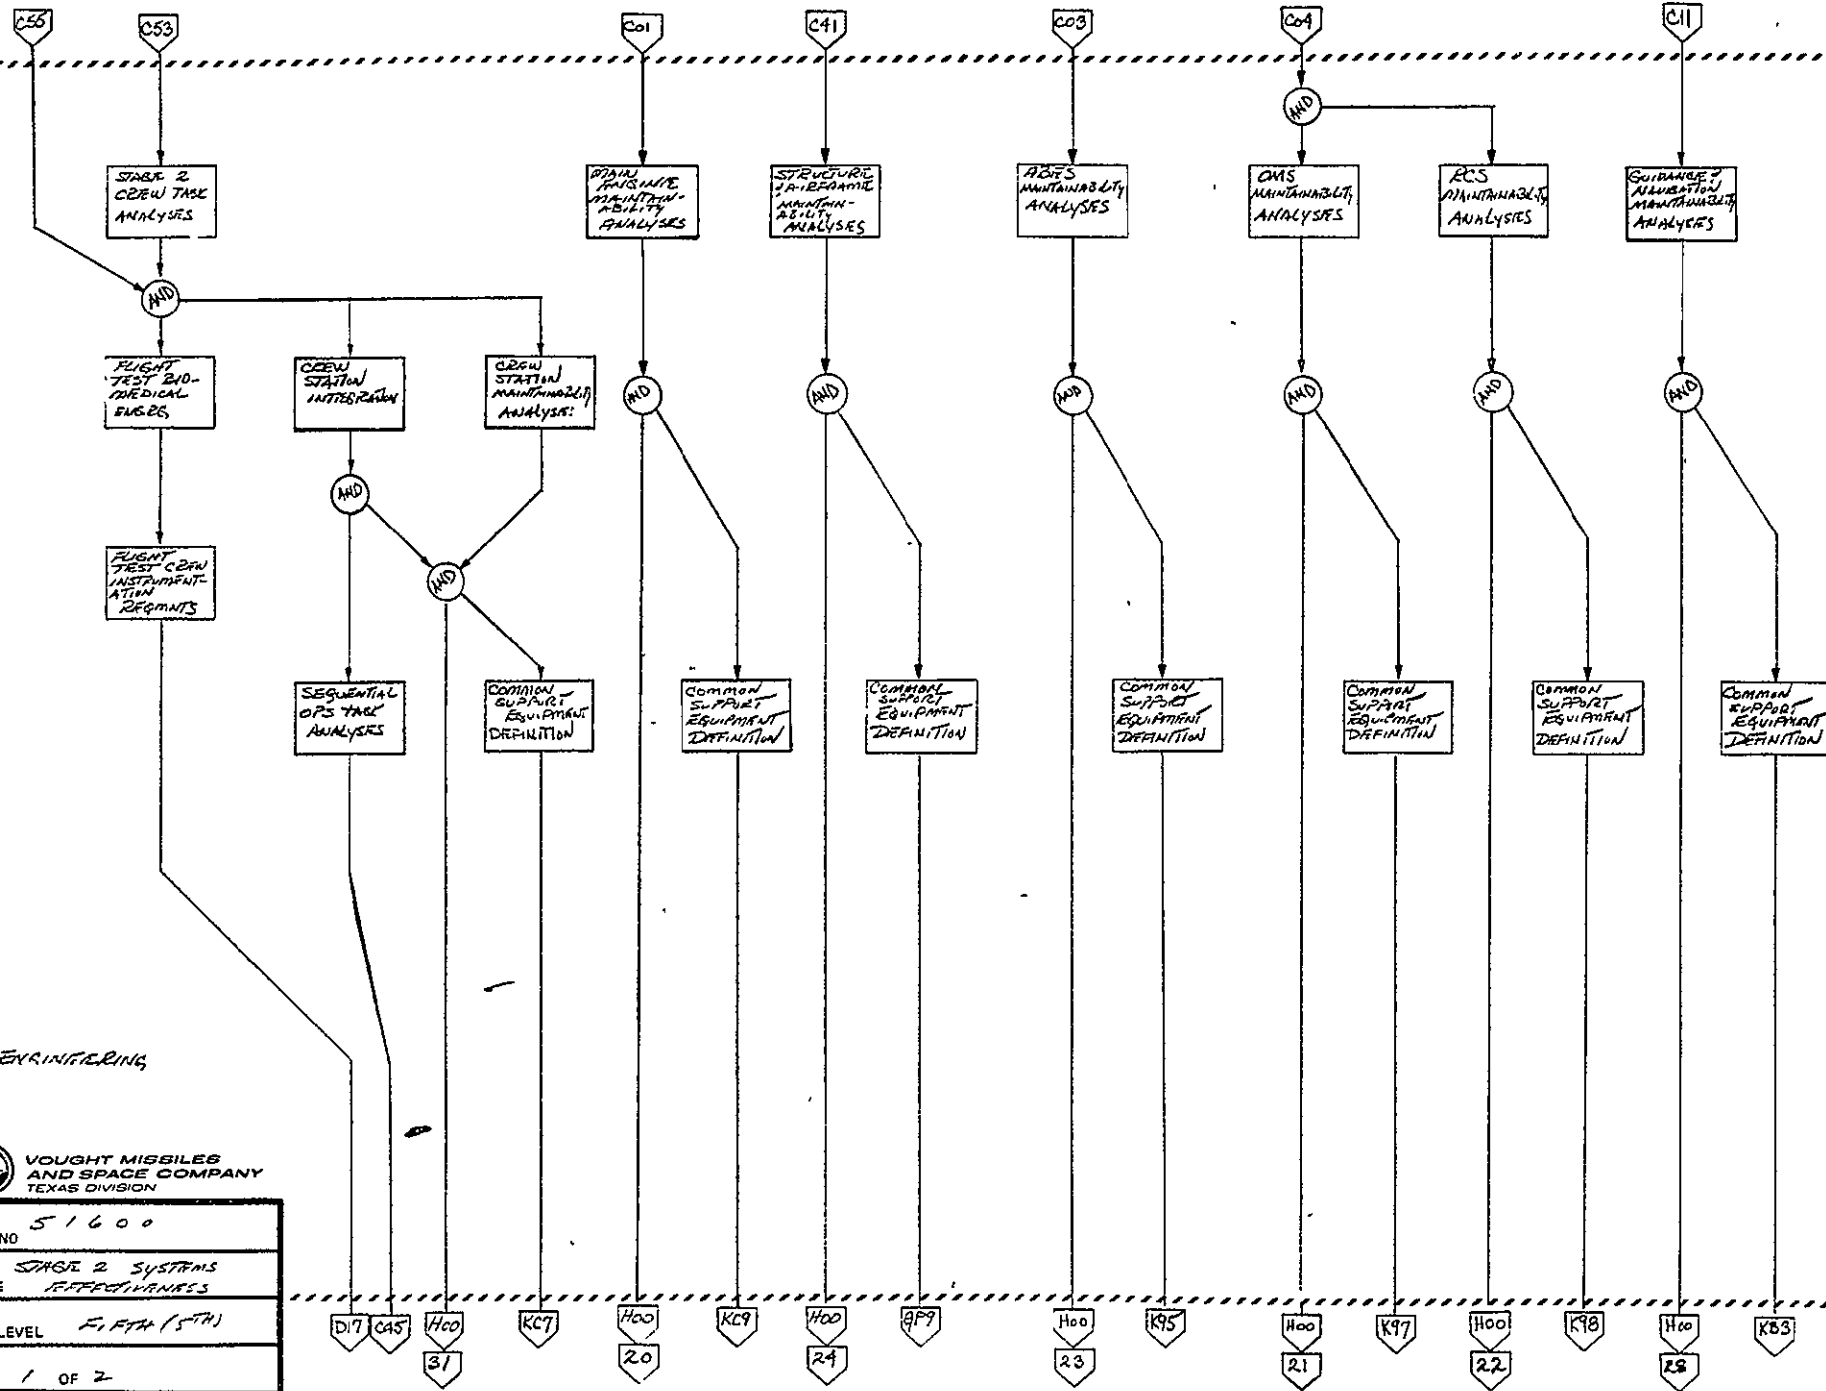 C55
C53
C01
C41
C03
C04
C11
AND
STAGE 2
CREW TASK
ANALYSES
MAIN
ENGINE
MAINTAIN-
ABILITY
ANALYSES
STRUCTURE
AIRFRAME
MAINTAIN-
ABILITY
ANALYSES
ABES
MAINTAINABILITY
ANALYSES
OMS
MAINTAINABILITY
ANALYSES
RCS
MAINTAINABILITY
ANALYSES
GUIDANCE &
NAVIGATION
MAINTAINABILITY
ANALYSES
AND
FLIGHT
TEST BIO-
MEDICAL
ENGRG
CREW
STATION
INTEGRATION
CREW
STATION
MAINTAINABILITY
ANALYSES
AND
AND
AND
AND
AND
AND
AND
FLIGHT
TEST CREW
INSTRUMENT-
ATION
REQMNTS
AND
SEQUENTIAL
OPS TASK
ANALYSES
COMMON
SUPPORT
EQUIPMENT
DEFINITION
COMMON
SUPPORT
EQUIPMENT
DEFINITION
COMMON
SUPPORT
EQUIPMENT
DEFINITION
COMMON
SUPPORT
EQUIPMENT
DEFINITION
COMMON
SUPPORT
EQUIPMENT
DEFINITION
COMMON
SUPPORT
EQUIPMENT
DEFINITION
COMMON
SUPPORT
EQUIPMENT
DEFINITION
ENGINEERING
VOUGHT MISSILES
AND SPACE COMPANY
TEXAS DIVISION
NO 51600
STAGE 2 SYSTEMS
EFFECTIVENESS
LEVEL FIFTH (5TH)
1 OF 2
D17
C45
H00
31
KC7
H00
20
KC9
H00
24
H00
23
K95
H00
21
K97
H00
22
K98
H00
28
KB3